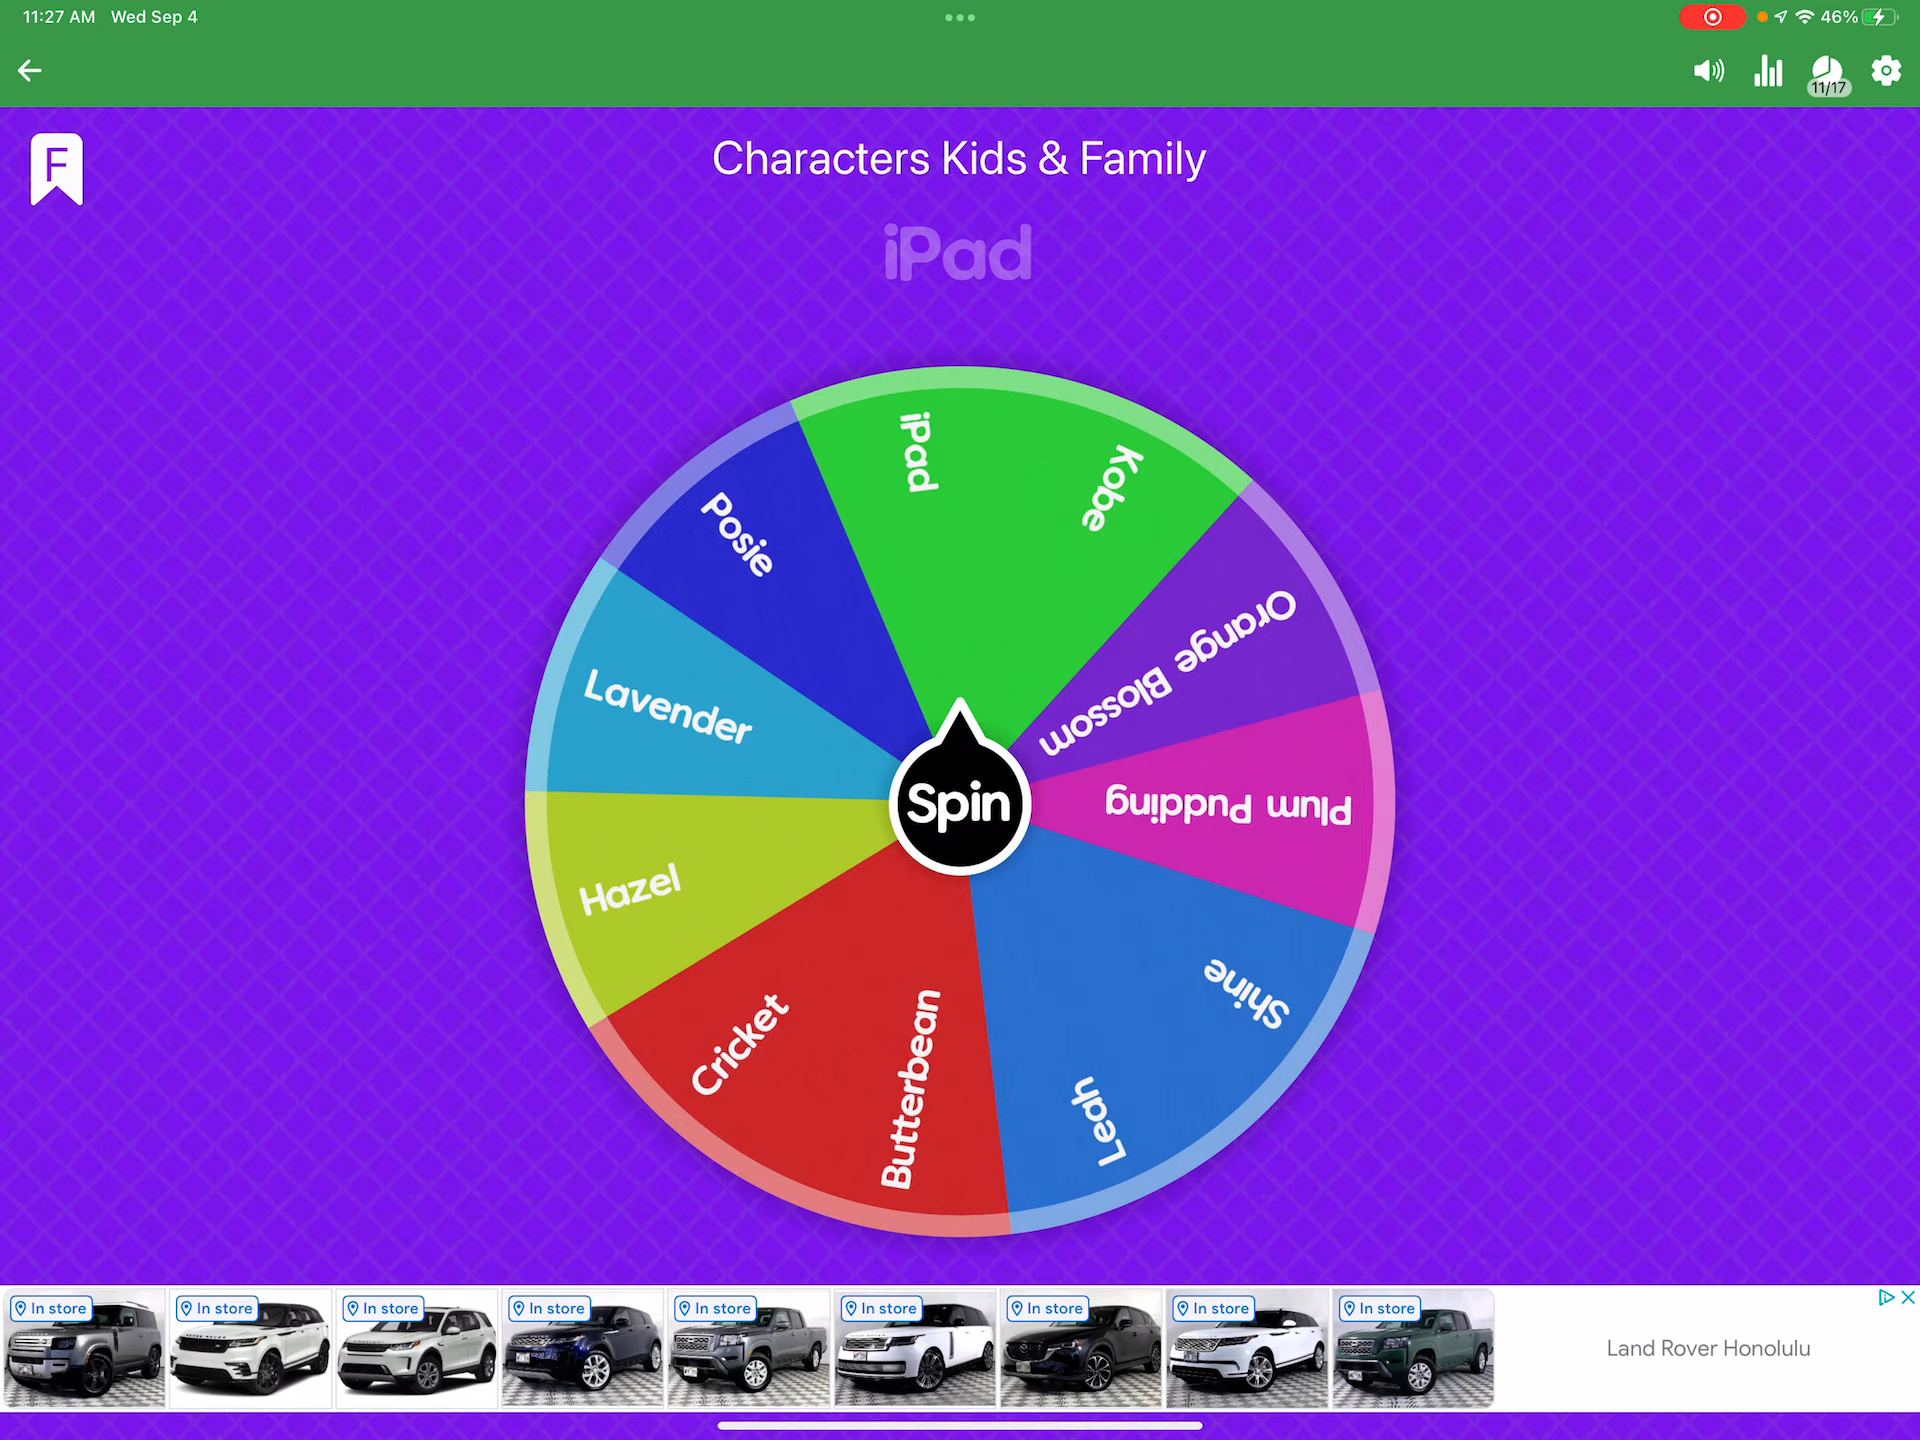 11:27 AM Wed Sep 4
46%
11/17
F
Characters Kids & Family
iPad
iPad
Kobe
Orange Blossom
Plum Pudding
Shine
Leah
Butterbean
Cricket
Hazel
Lavender
Posie
Spin
In store
In store
In store
In store
In store
In store
In store
In store
In store
Land Rover Honolulu